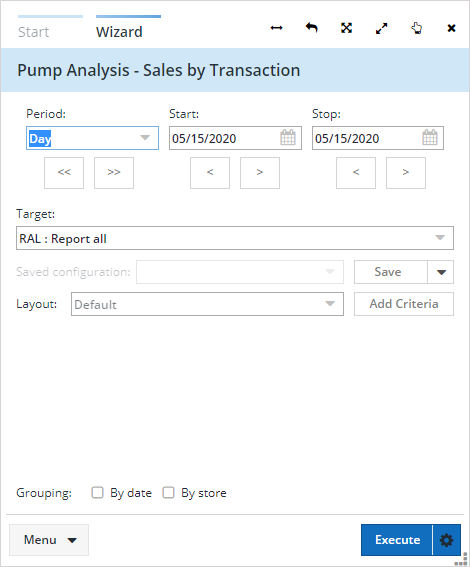 Start Wizard
Pump Analysis - Sales by Transaction
Period: Start: Stop:
Day 05/15/2020 05/15/2020
<< >> < > < >
Target:
RAL : Report all
Saved configuration: Save
Layout: Default Add Criteria
Grouping: By date By store
Menu Execute